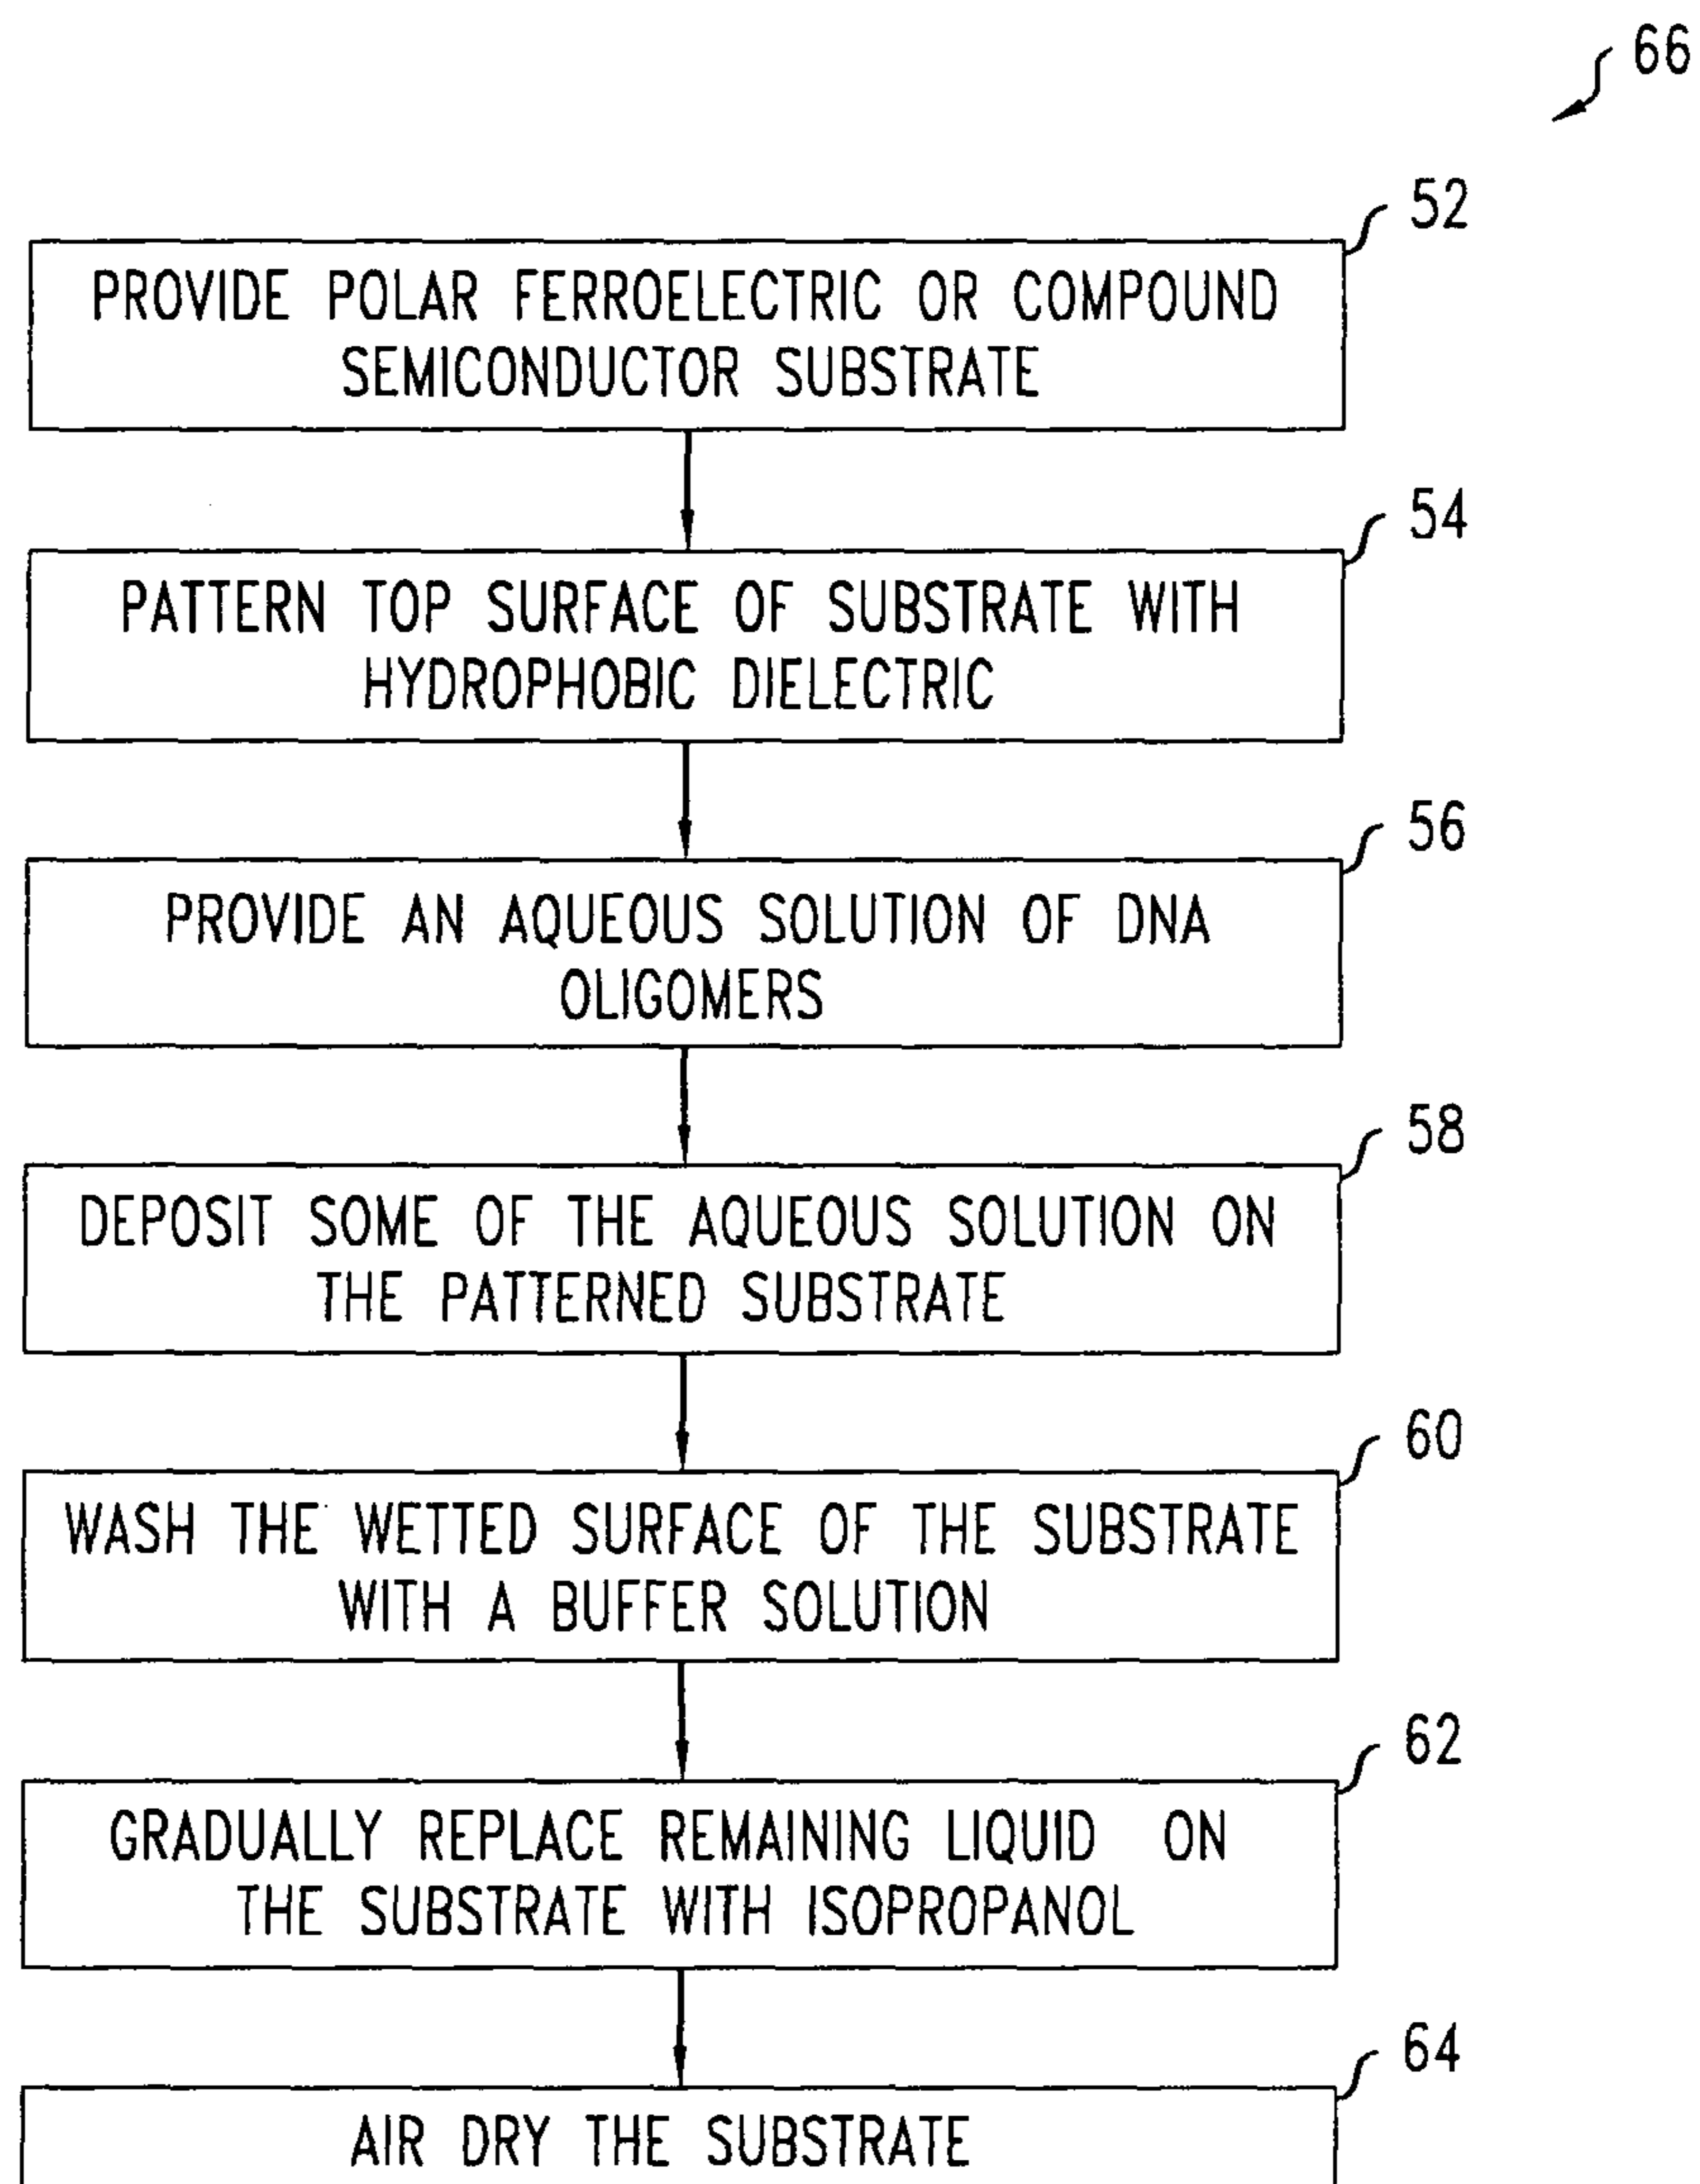 66
52
PROVIDE POLAR FERROELECTRIC OR COMPOUND
SEMICONDUCTOR SUBSTRATE
54
PATTERN TOP SURFACE OF SUBSTRATE WITH
HYDROPHOBIC DIELECTRIC
56
PROVIDE AN AQUEOUS SOLUTION OF DNA
OLIGOMERS
58
DEPOSIT SOME OF THE AQUEOUS SOLUTION ON
THE PATTERNED SUBSTRATE
60
WASH THE WETTED SURFACE OF THE SUBSTRATE
WITH A BUFFER SOLUTION
62
GRADUALLY REPLACE REMAINING LIQUID ON
THE SUBSTRATE WITH ISOPROPANOL
64
AIR DRY THE SUBSTRATE